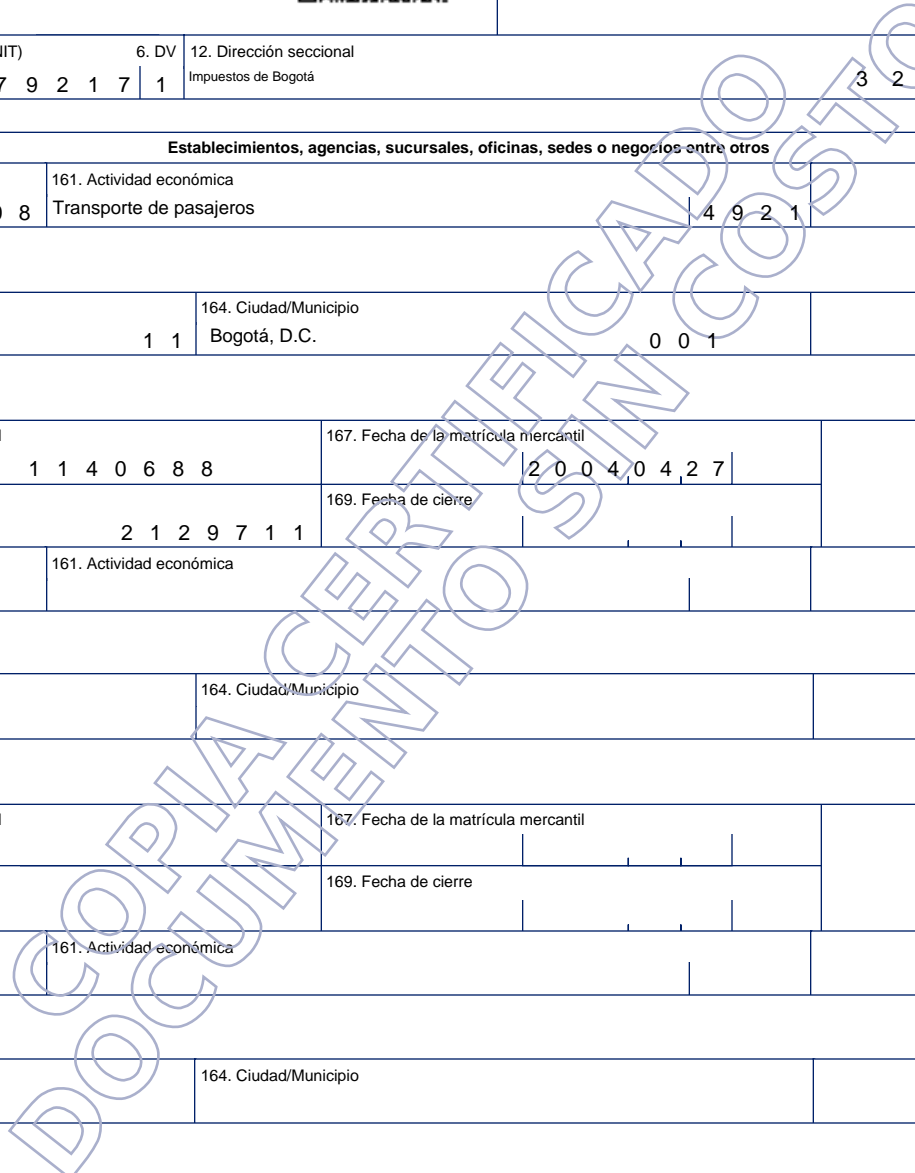 6. DV 12. Dirección seccional
9 2 1 7 1 Impuestos de Bogotá 3 2
Establecimientos, agencias, sucursales, oficinas, sedes o negocios entre otros
161. Actividad económica
8 Transporte de pasajeros 4 9 2 1
164. Ciudad/Municipio
1 1 Bogotá, D.C. 0 0 1
167. Fecha de la matrícula mercantil
1 1 4 0 6 8 8 2 0 0 4 0 4 2 7
169. Fecha de cierre
2 1 2 9 7 1 1
161. Actividad económica
164. Ciudad/Municipio
167. Fecha de la matrícula mercantil
169. Fecha de cierre
161. Actividad económica
164. Ciudad/Municipio
COPIA CERTIFICADO
DOCUMENTO SIN COSTO